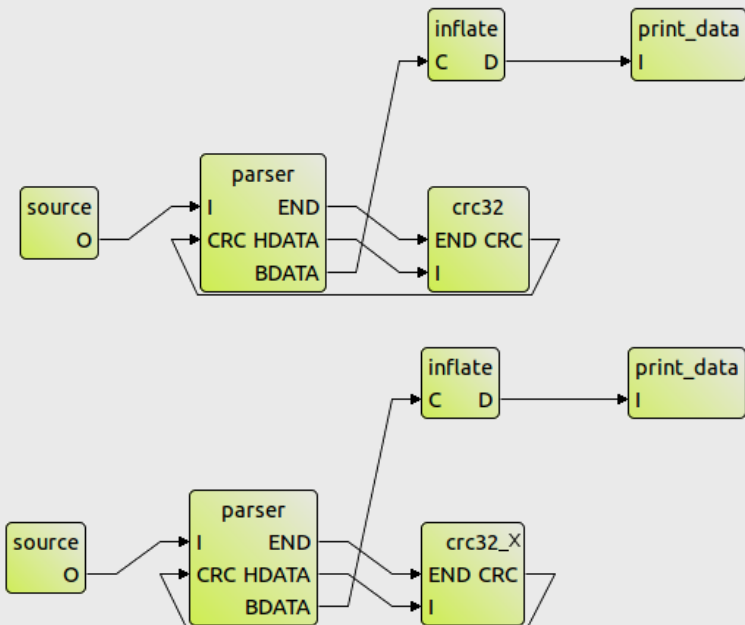 inflate print_data
C D I
parser
source I END crc32
O CRC HDATA END CRC
BDATA I
inflate print_data
C D I
parser
source I END crc32_X
O CRC HDATA END CRC
BDATA I